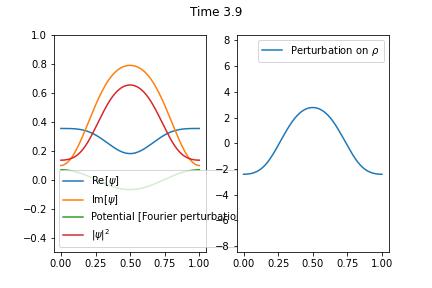 Time 3.9
1.0
0.8
0.6
0.4
0.2
0.0
−0.2
−0.4
Re[ψ]
Im[ψ]
Potential [Fourier perturbatio
|ψ|²
0.00 0.25 0.50 0.75 1.00
8
6
4
2
0
−2
−4
−6
−8
Perturbation on ρ
0.00 0.25 0.50 0.75 1.00